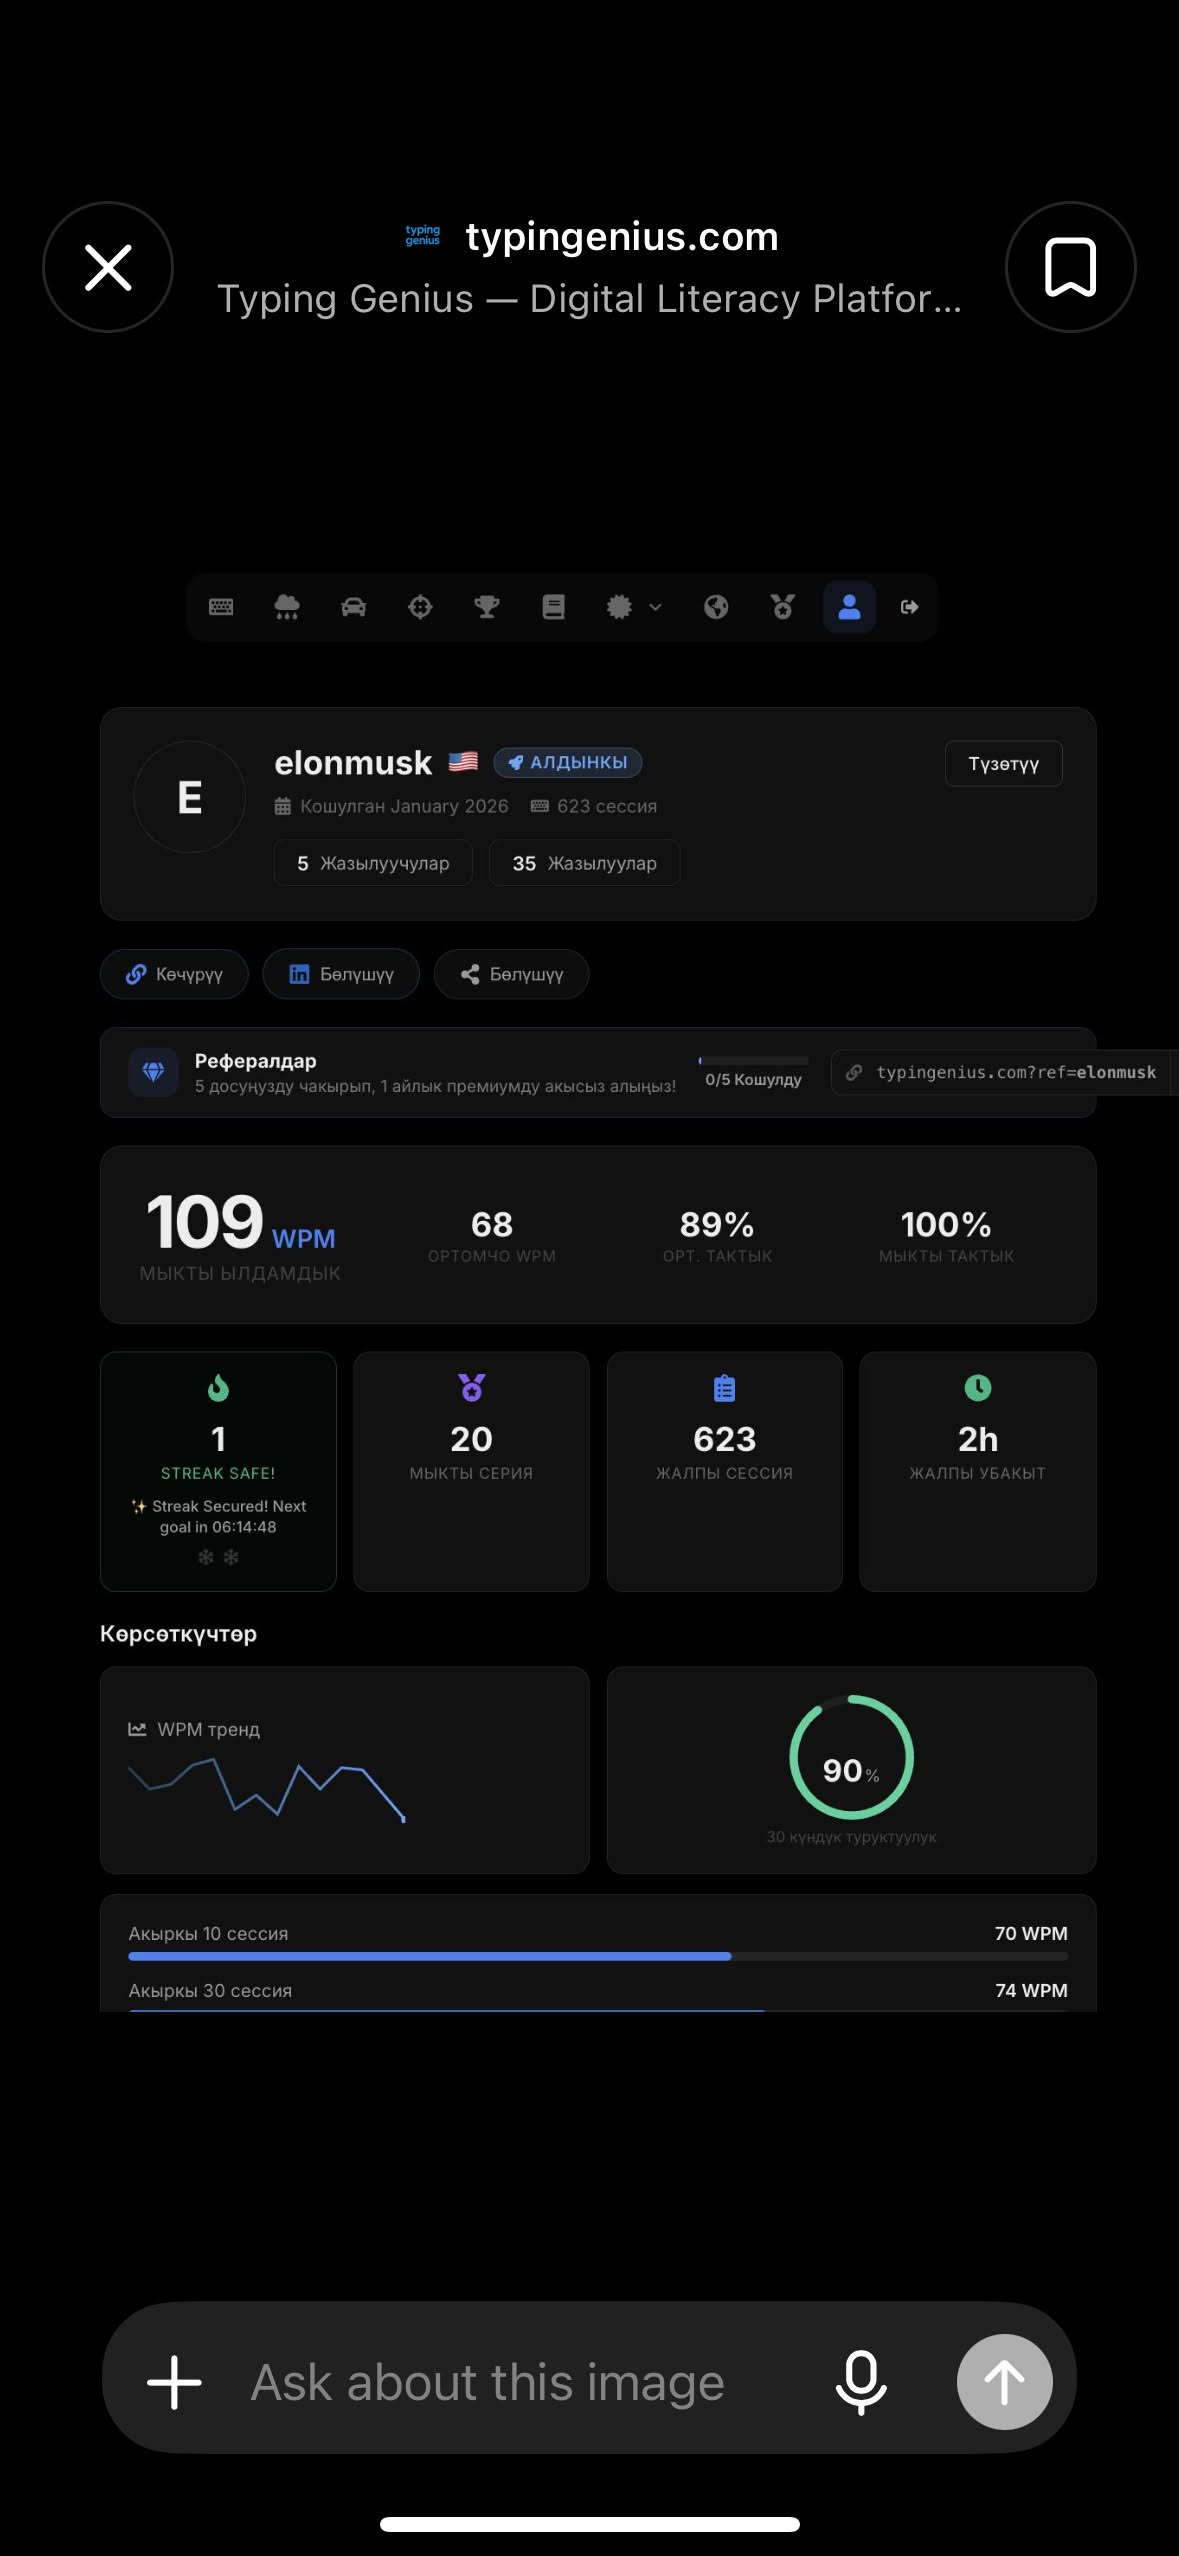 typing genius typingenius.com
Typing Genius — Digital Literacy Platfor...
E
elonmusk АЛДЫНКЫ
Түзөтүү
Кошулган January 2026 623 сессия
5 Жазылуучулар 35 Жазылуулар
Көчүрүү Бөлүшүү Бөлүшүү
Рефералдар
5 досуңузду чакырып, 1 айлык премиумду акысыз алыңыз!
0/5 Кошулду
typingenius.com?ref=elonmusk
109 WPM
МЫКТЫ ЫЛДАМДЫК
68
ОРТОМЧО WPM
89%
ОРТ. ТАКТЫК
100%
МЫКТЫ ТАКТЫК
1
STREAK SAFE!
✨ Streak Secured! Next
goal in 06:14:48
20
МЫКТЫ СЕРИЯ
623
ЖАЛПЫ СЕССИЯ
2h
ЖАЛПЫ УБАКЫТ
Көрсөткүчтөр
WPM тренд
90%
30 күндүк туруктуулук
Акыркы 10 сессия 70 WPM
Акыркы 30 сессия 74 WPM
Ask about this image